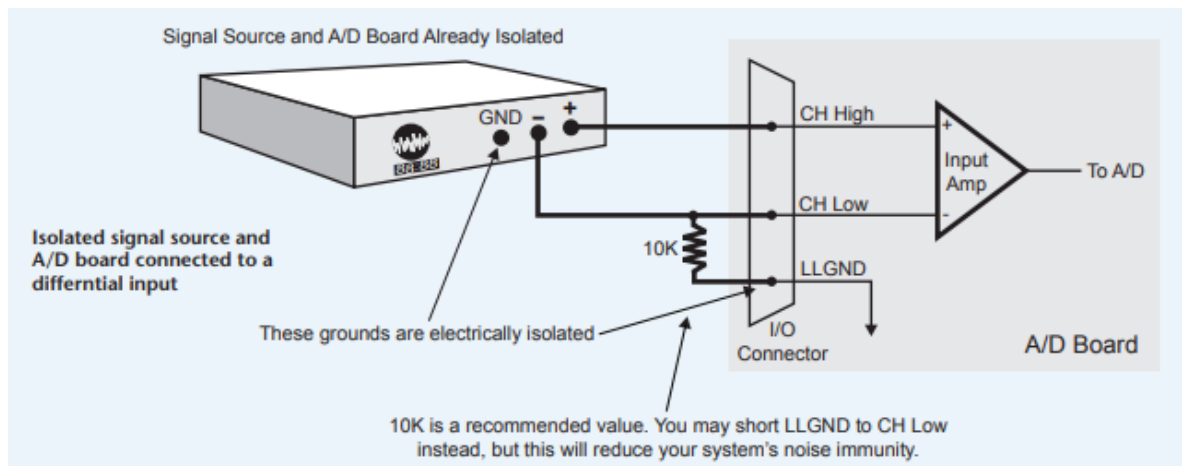 Signal Source and A/D Board Already Isolated
GND
-
+
88:88
CH High
+
Input
Amp
To A/D
CH Low
-
Isolated signal source and
A/D board connected to a
differntial input
10K
LLGND
These grounds are electrically isolated
I/O
Connector
A/D Board
10K is a recommended value. You may short LLGND to CH Low
instead, but this will reduce your system's noise immunity.